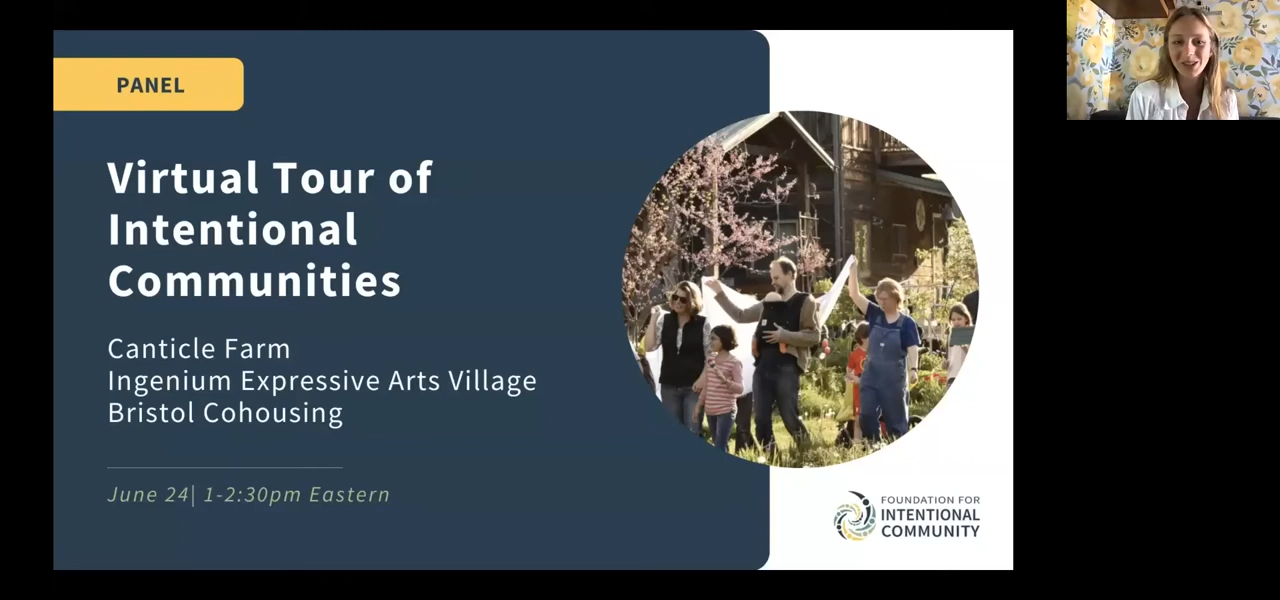 PANEL
Virtual Tour of
Intentional
Communities
Canticle Farm
Ingenium Expressive Arts Village
Bristol Cohousing
June 24| 1-2:30pm Eastern
FOUNDATION FOR
INTENTIONAL
COMMUNITY